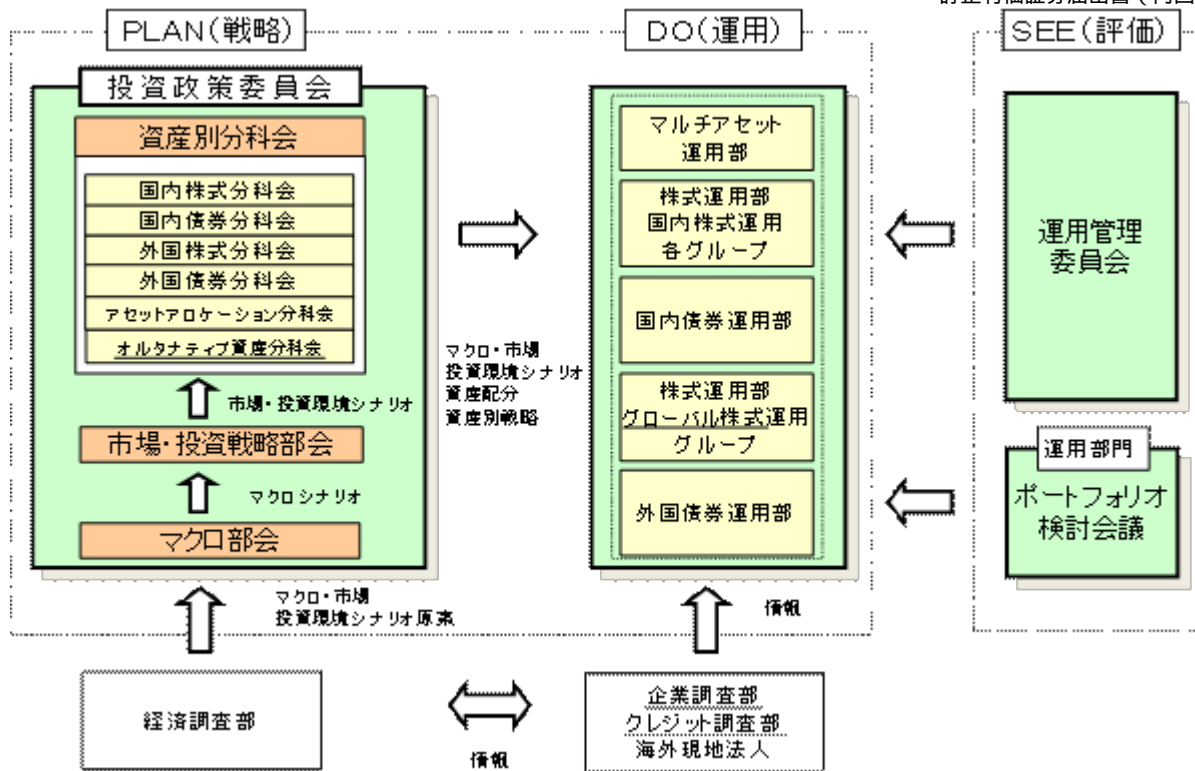 PLAN(戦略)
投資政策委員会
資産別分科会
国内株式分科会
国内債券分科会
外国株式分科会
外国債券分科会
アセットアロケーション分科会
オルタナティブ資産分科会
市場・投資環境シナリオ
市場・投資戦略部会
マクロシナリオ
マクロ部会
マクロ・市場
投資環境シナリオ原案
マクロ・市場
投資環境シナリオ
資産配分
資産別戦略
DO(運用)
マルチアセット
運用部
株式運用部
国内株式運用
各グループ
国内債券運用部
株式運用部
グローバル株式運用
グループ
外国債券運用部
情報
SEE(評価)
運用管理
委員会
運用部門
ポートフォリオ
検討会議
経済調査部
情報
企業調査部
クレジット調査部
海外現地法人